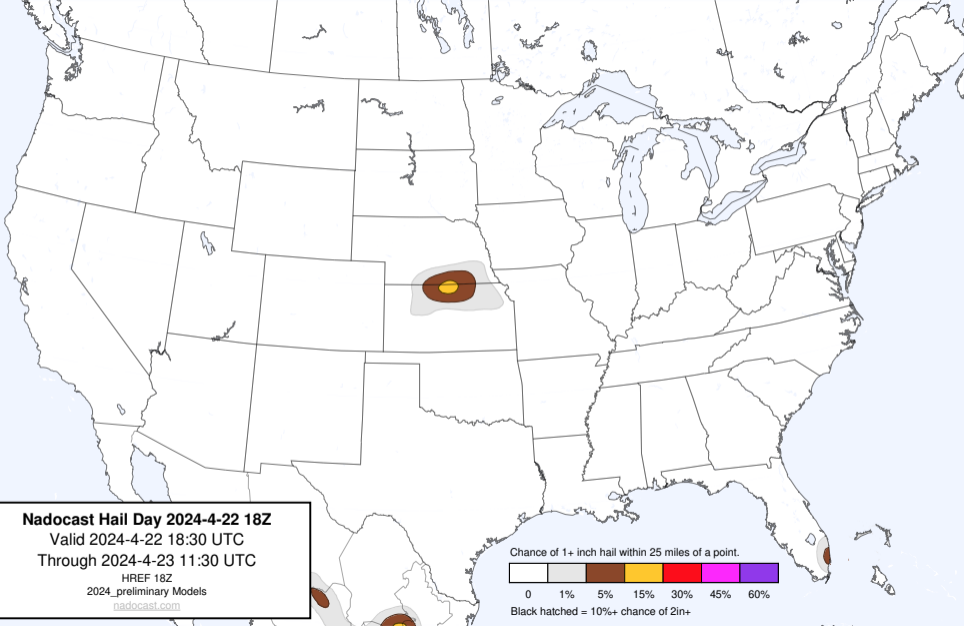 Nadocast Hail Day 2024-4-22 18Z
Valid 2024-4-22 18:30 UTC
Through 2024-4-23 11:30 UTC
HREF 18Z
2024_preliminary Models
nadocast.com
Chance of 1+ inch hail within 25 miles of a point.
0 1% 5% 15% 30% 45% 60%
Black hatched = 10%+ chance of 2in+